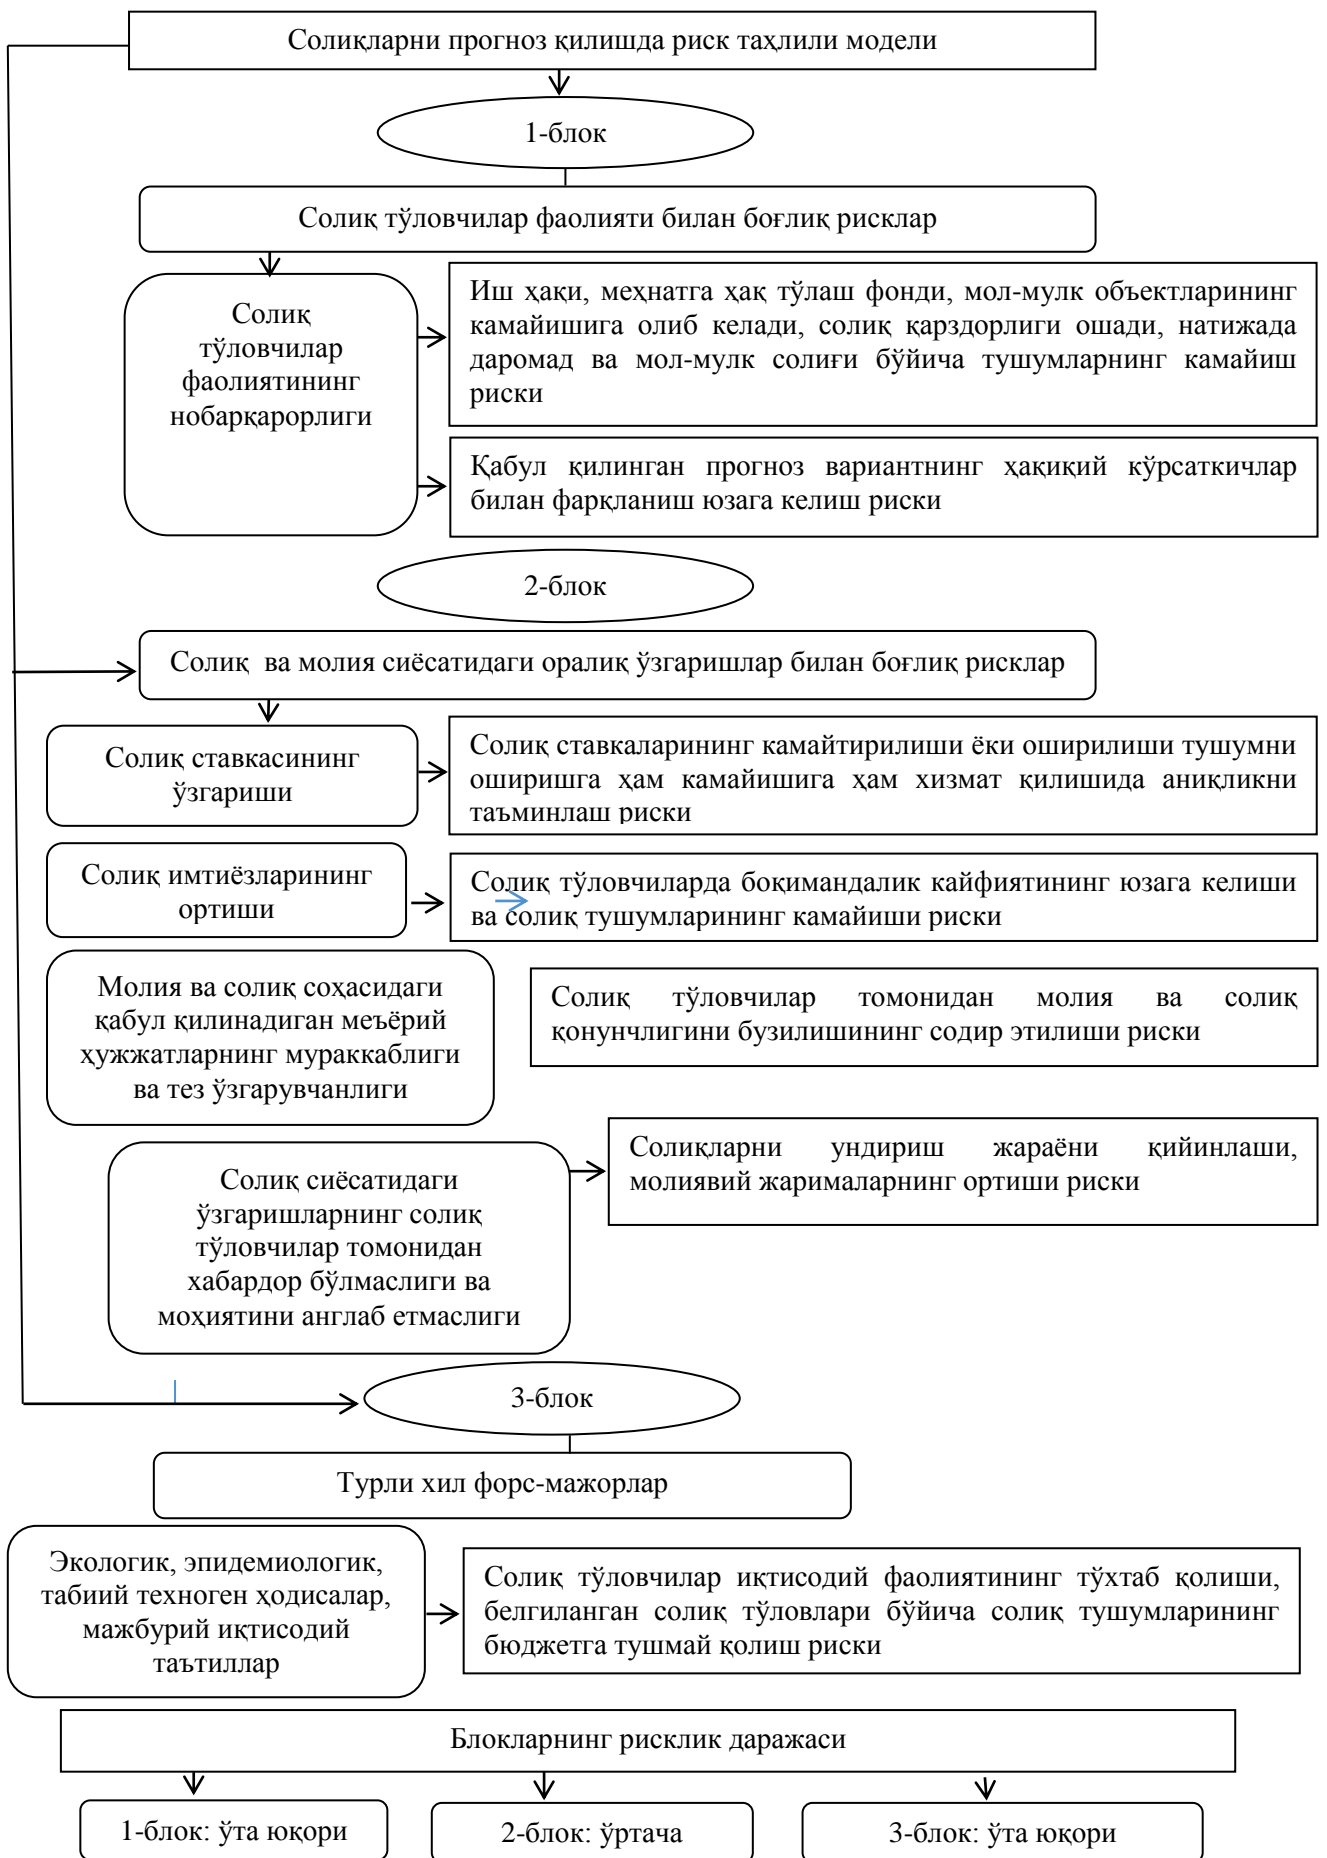 Солиқларни прогноз қилишда риск таҳлили модели
1-блок
Солиқ тўловчилар фаолияти билан боғлиқ рисклар
Солиқ
тўловчилар
фаолиятининг
нобарқарорлиги
Иш ҳақи, меҳнатга ҳақ тўлаш фонди, мол-мулк объектларининг
камайишига олиб келади, солиқ қарздорлиги ошади, натижада
даромад ва мол-мулк солиғи бўйича тушумларнинг камайиш
риски
Қабул қилинган прогноз вариантнинг ҳақиқий кўрсаткичлар
билан фарқланиш юзага келиш риски
2-блок
Солиқ ва молия сиёсатидаги оралиқ ўзгаришлар билан боғлиқ рисклар
Солиқ ставкасининг
ўзгариши
Солиқ ставкаларининг камайтирилиши ёки оширилиши тушумни
оширишга ҳам камайишига ҳам хизмат қилишида аниқликни
таъминлаш риски
Солиқ имтиёзларининг
ортиши
Солиқ тўловчиларда боқимандалик кайфиятининг юзага келиши
ва солиқ тушумларининг камайиши риски
Молия ва солиқ соҳасидаги
қабул қилинадиган меъёрий
ҳужжатларнинг мураккаблиги
ва тез ўзгарувчанлиги
Солиқ тўловчилар томонидан молия ва солиқ
қонунчлигини бузилишининг содир этилиши риски
Солиқ сиёсатидаги
ўзгаришларнинг солиқ
тўловчилар томонидан
хабардор бўлмаслиги ва
моҳиятини англаб етмаслиги
Солиқларни ундириш жараёни қийинлаши,
молиявий жарималарнинг ортиши риски
3-блок
Турли хил форс-мажорлар
Экологик, эпидемиологик,
табиий техноген ҳодисалар,
мажбурий иқтисодий
таътиллар
Солиқ тўловчилар иқтисодий фаолиятининг тўхтаб қолиши,
белгиланган солиқ тўловлари бўйича солиқ тушумларининг
бюджетга тушмай қолиш риски
Блокларнинг рисклик даражаси
1-блок: ўта юқори
2-блок: ўртача
3-блок: ўта юқори